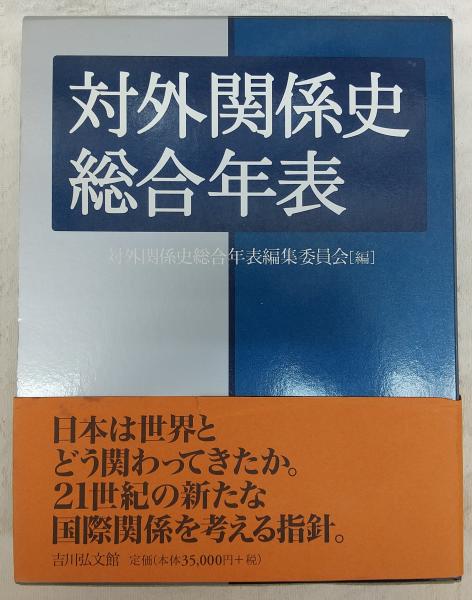 対外関係史
総合年表
対外関係史総合年表編集委員会[編]
日本は世界と
どう関わってきたか。
21世紀の新たな
国際関係を考える指針。
吉川弘文館 定価(本体35,000円+税)